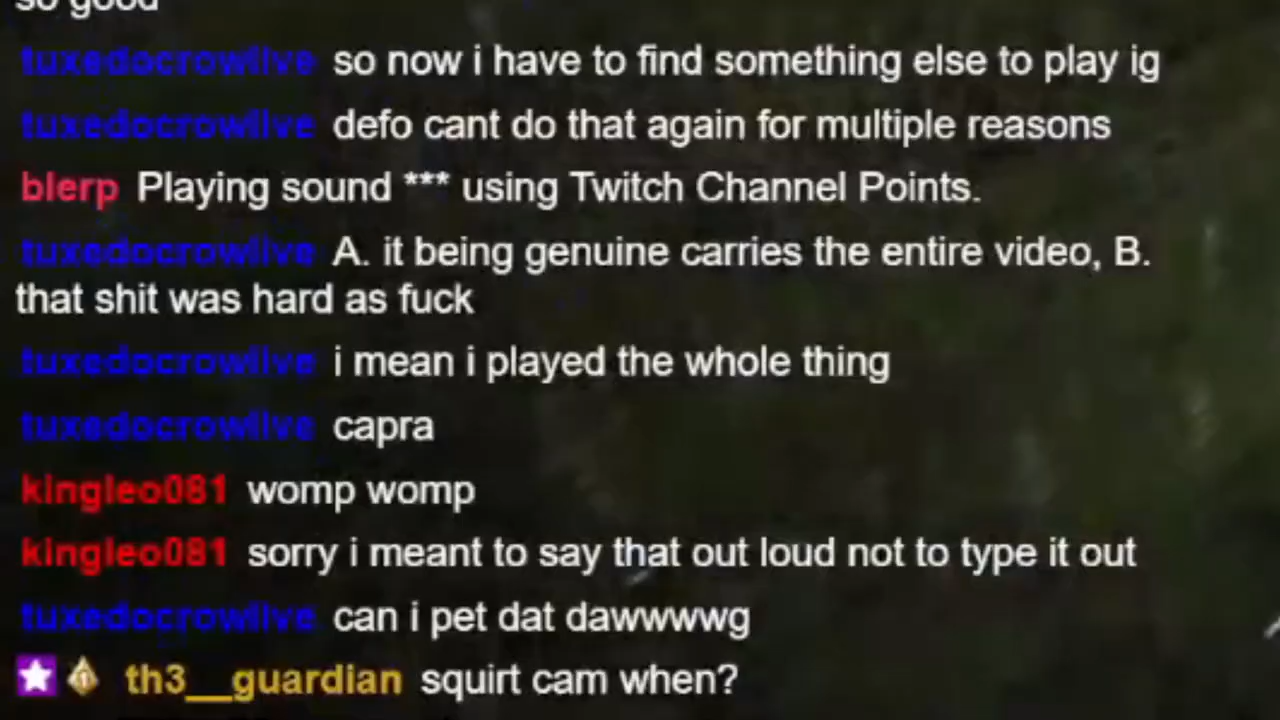 so good
tuxedocrowlive so now i have to find something else to play ig
tuxedocrowlive defo cant do that again for multiple reasons
blerp Playing sound *** using Twitch Channel Points.
tuxedocrowlive A. it being genuine carries the entire video, B.
that shit was hard as fuck
tuxedocrowlive i mean i played the whole thing
tuxedocrowlive capra
kingleo081 womp womp
kingleo081 sorry i meant to say that out loud not to type it out
tuxedocrowlive can i pet dat dawwwwg
th3__guardian squirt cam when?